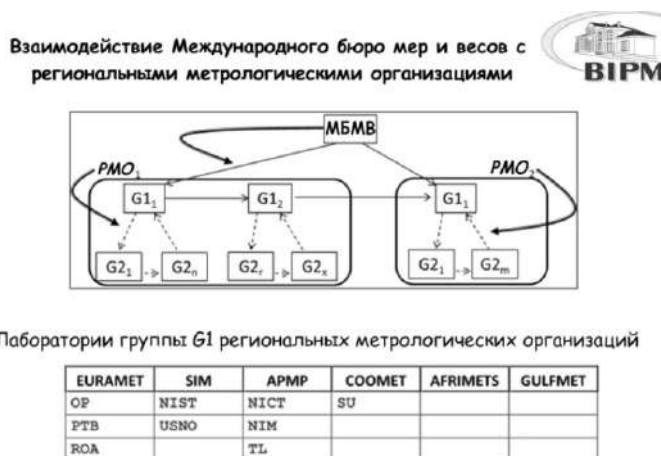 Взаимодействие Международного бюро мер и весов с
региональными метрологическими организациями
BIPM
МБМВ
РМО₁
РМО₂
G1₁
G1₂
G1₁
G2₁
G2ₙ
G2ᵣ
G2ₓ
G2₁
G2ₘ
Лаборатории группы G1 региональных метрологических организаций
EURAMET SIM APMP COOMET AFRIMETS GULFMET
OP NIST NICT SU
PTB USNO NIM
ROA TL